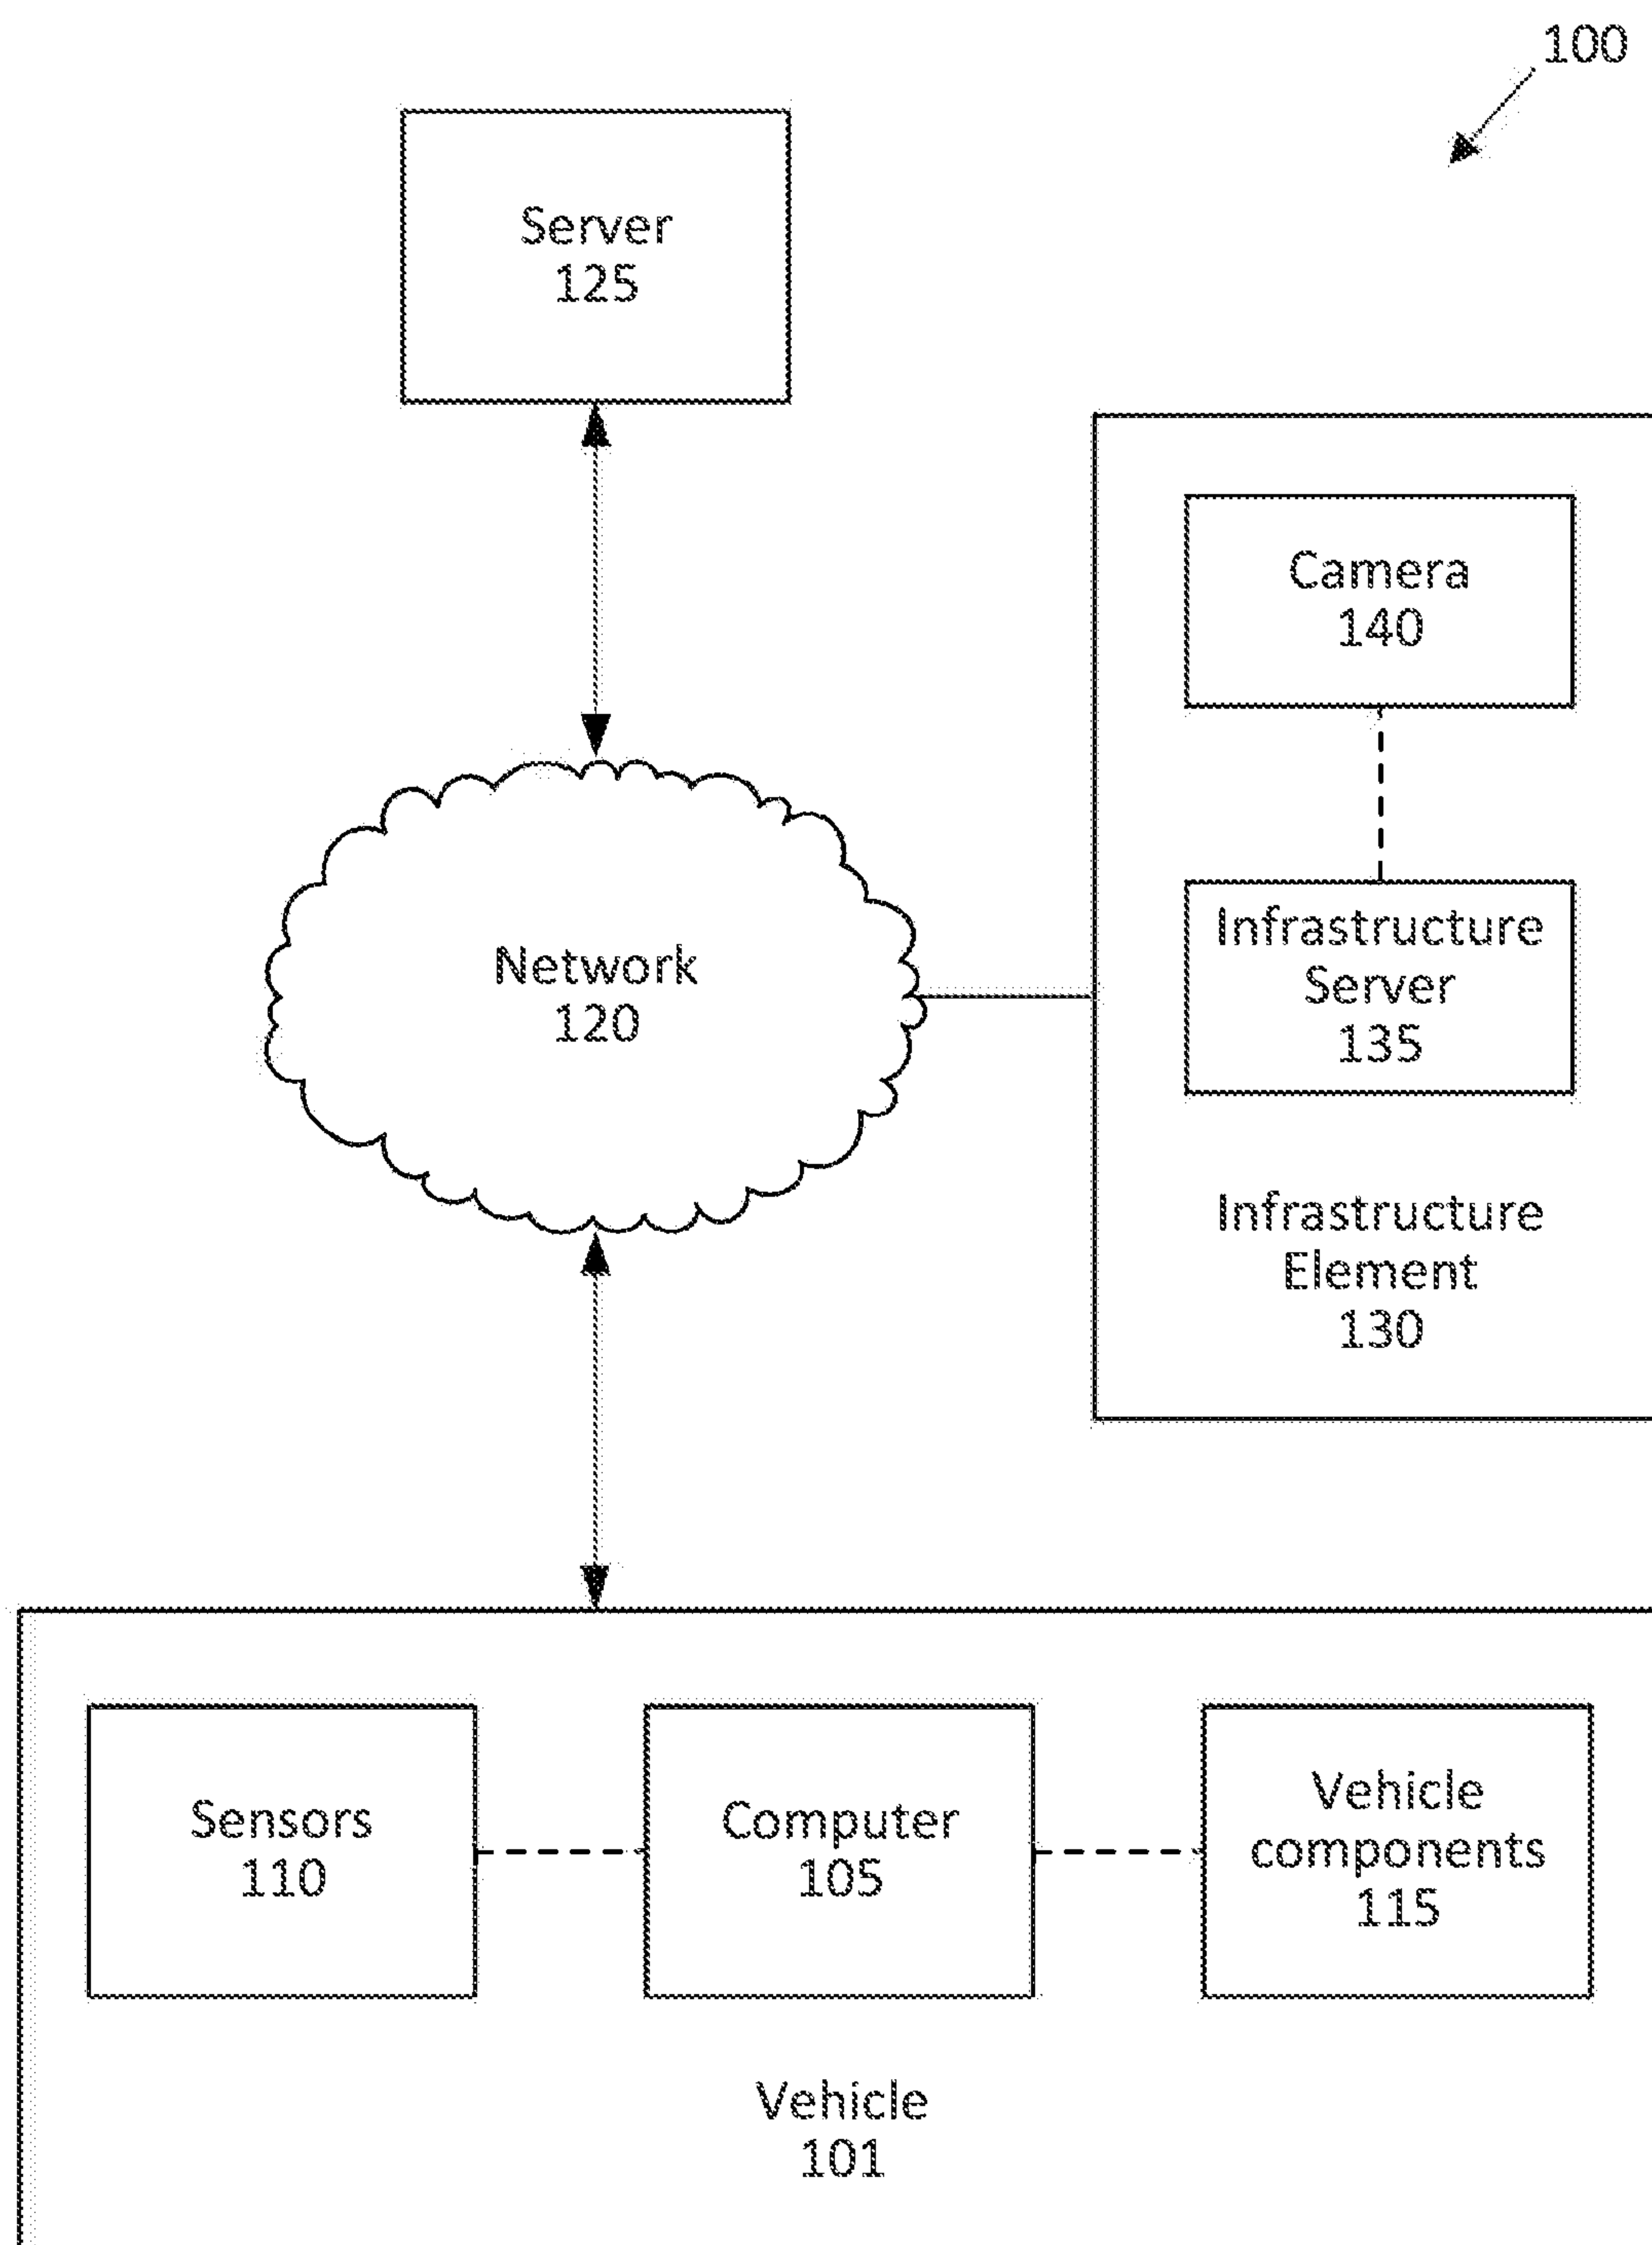 100
Server
125
Camera
140
Infrastructure
Server
135
Network
120
Infrastructure
Element
130
Sensors
110
Computer
105
Vehicle
components
115
Vehicle
101